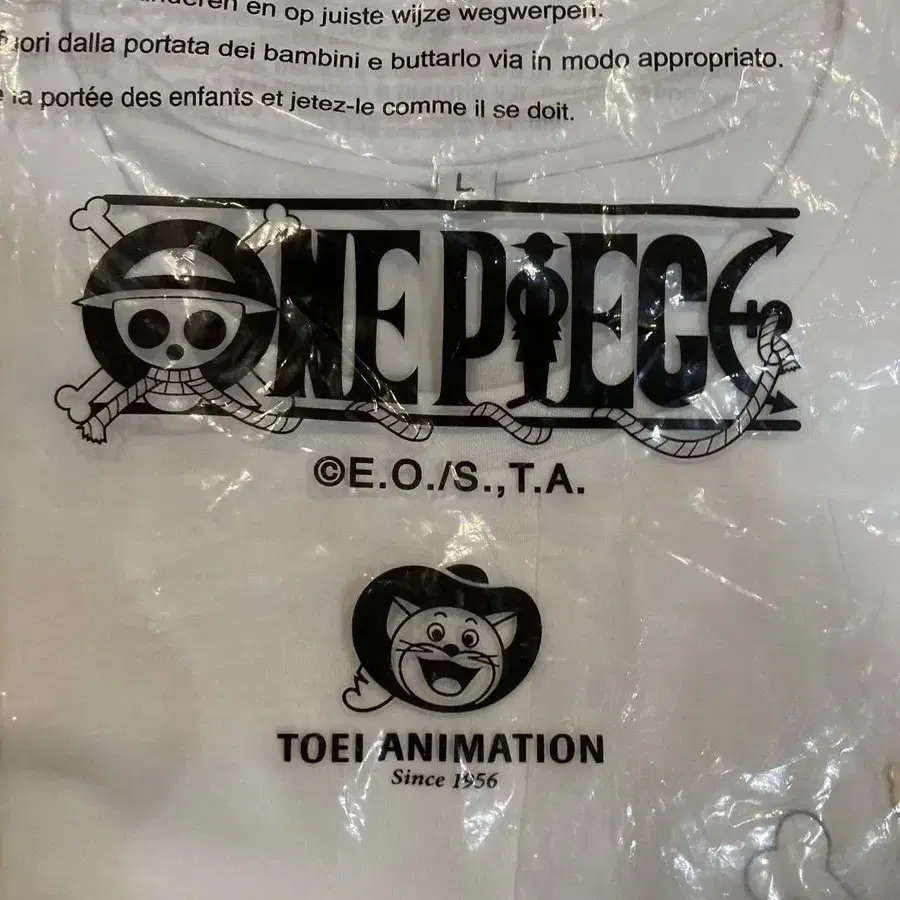 en op juiste wijze wegwerpen.
fuori dalla portata dei bambini e buttarlo via in modo appropriato.
la portée des enfants et jetez-le comme il se doit.
L
ONE PIECE
©E.O./S.,T.A.
TOEI ANIMATION
Since 1956